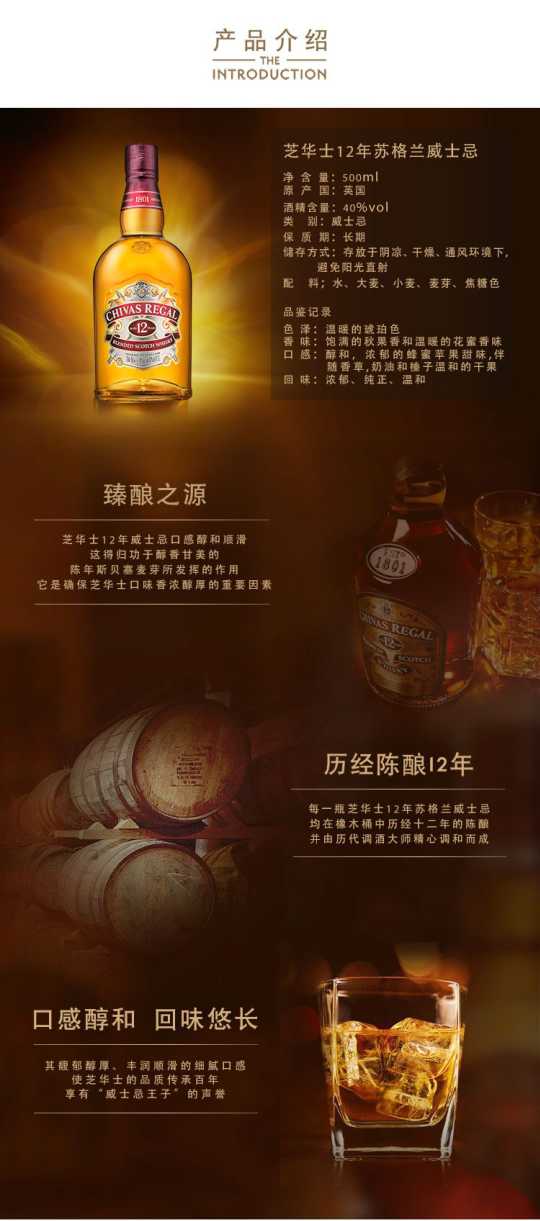 产品介绍
THE
INTRODUCTION
1801
CHIVAS REGAL
12
BLENDED SCOTCH WHISKY
芝华士12年苏格兰威士忌
净 含 量：500ml
原 产 国：英国
酒精含量：40%vol
类 别：威士忌
保 质 期：长期
储存方式：存放于阴凉、干燥、通风环境下，
避免阳光直射
配 料；水、大麦、小麦、麦芽、焦糖色
品鉴记录
色 泽：温暖的琥珀色
香 味：饱满的秋果香和温暖的花蜜香味
口 感：醇和，浓郁的蜂蜜苹果甜味,伴
随香草,奶油和榛子温和的干果
回 味：浓郁、纯正、温和
臻酿之源
芝华士12年威士忌口感醇和顺滑
这得归功于醇香甘美的
陈年斯贝塞麦芽所发挥的作用
它是确保芝华士口味香浓醇厚的重要因素
ESTD
1801
CHIVAS REGAL
12
SCOTCH
WHISKY
历经陈酿12年
每一瓶芝华士12年苏格兰威士忌
均在橡木桶中历经十二年的陈酿
并由历代调酒大师精心调和而成
口感醇和 回味悠长
其馥郁醇厚、丰润顺滑的细腻口感
使芝华士的品质传承百年
享有“威士忌王子”的声誉